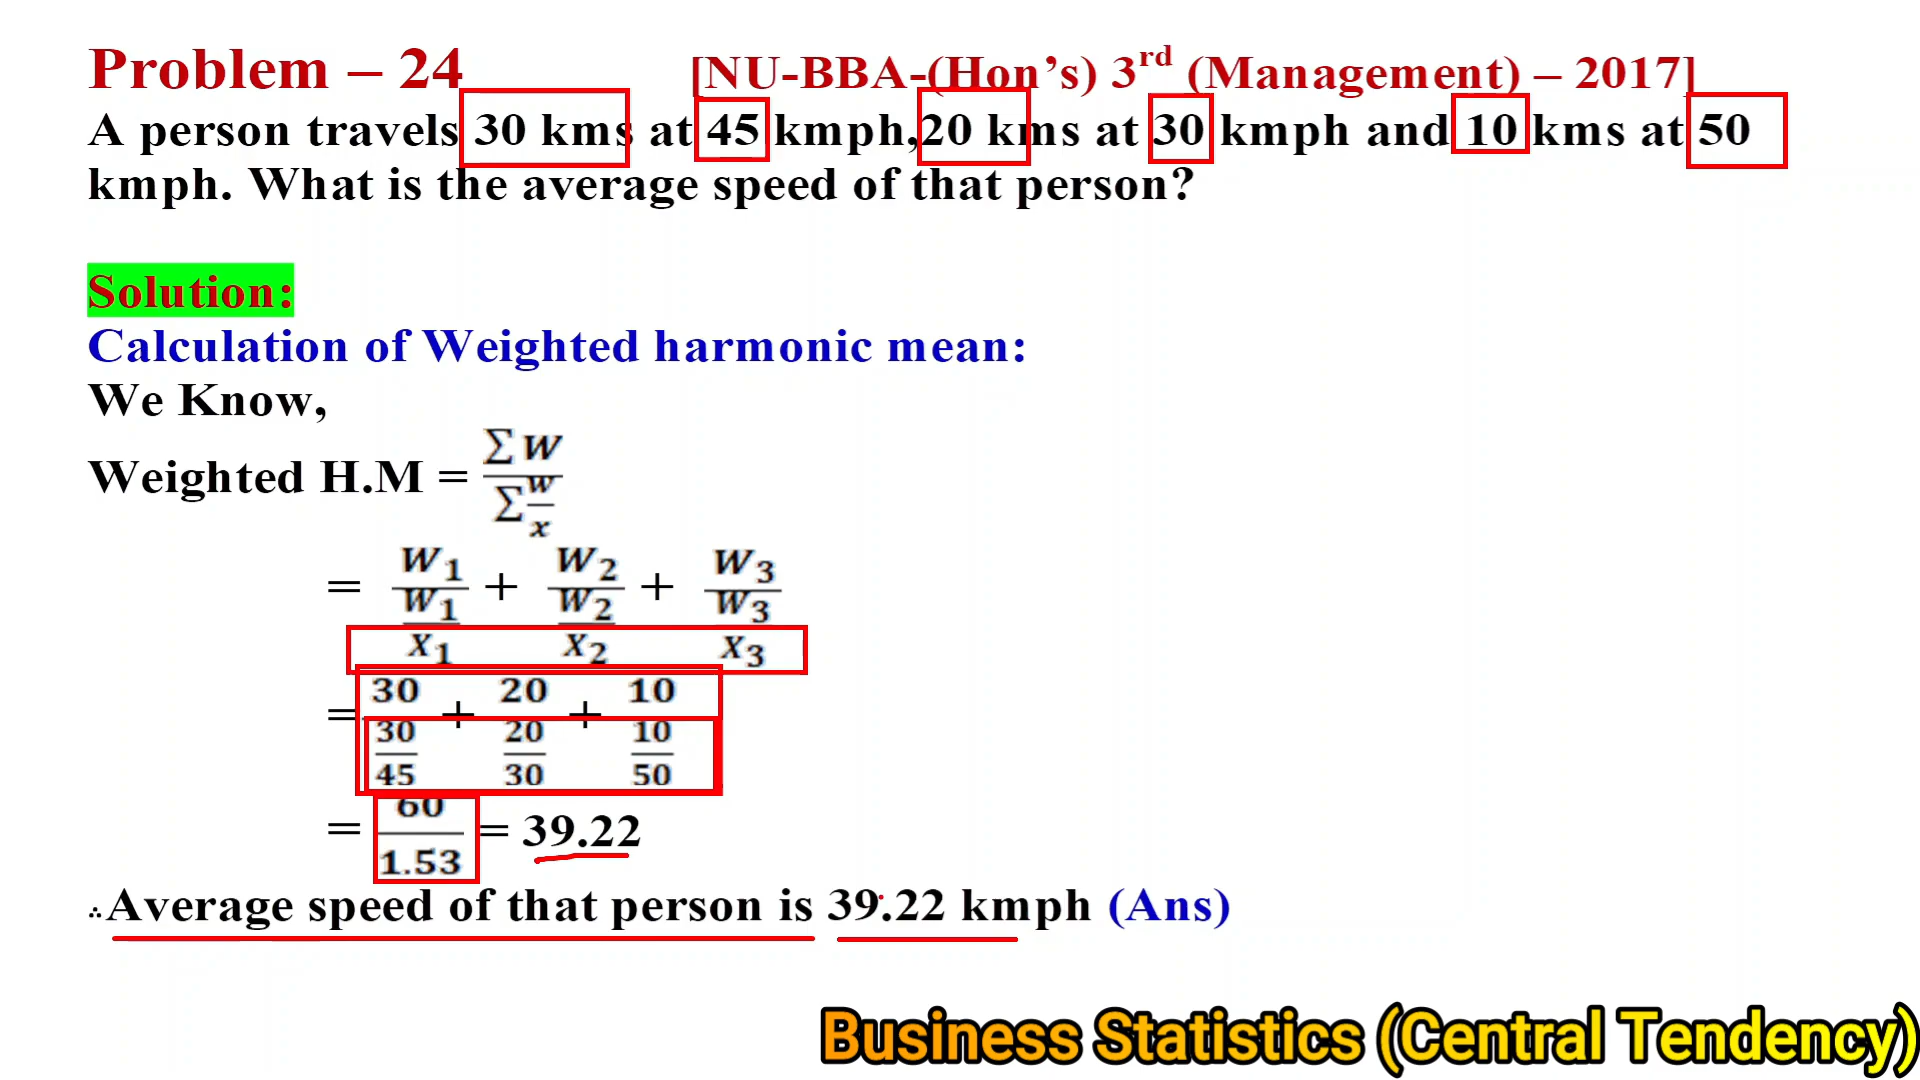 Problem – 24 [NU-BBA-(Hon’s) 3rd (Management) – 2017]
A person travels 30 kms at 45 kmph,20 kms at 30 kmph and 10 kms at 50
kmph. What is the average speed of that person?
Solution:
Calculation of Weighted harmonic mean:
We Know,
Weighted H.M = ∑W / ∑(w/x)
= W1/(W1/X1) + W2/(W2/X2) + W3/(W3/X3)
= 30/(30/45) + 20/(20/30) + 10/(10/50)
= 60/1.53 = 39.22
∴Average speed of that person is 39.22 kmph (Ans)
Business Statistics (Central Tendency)